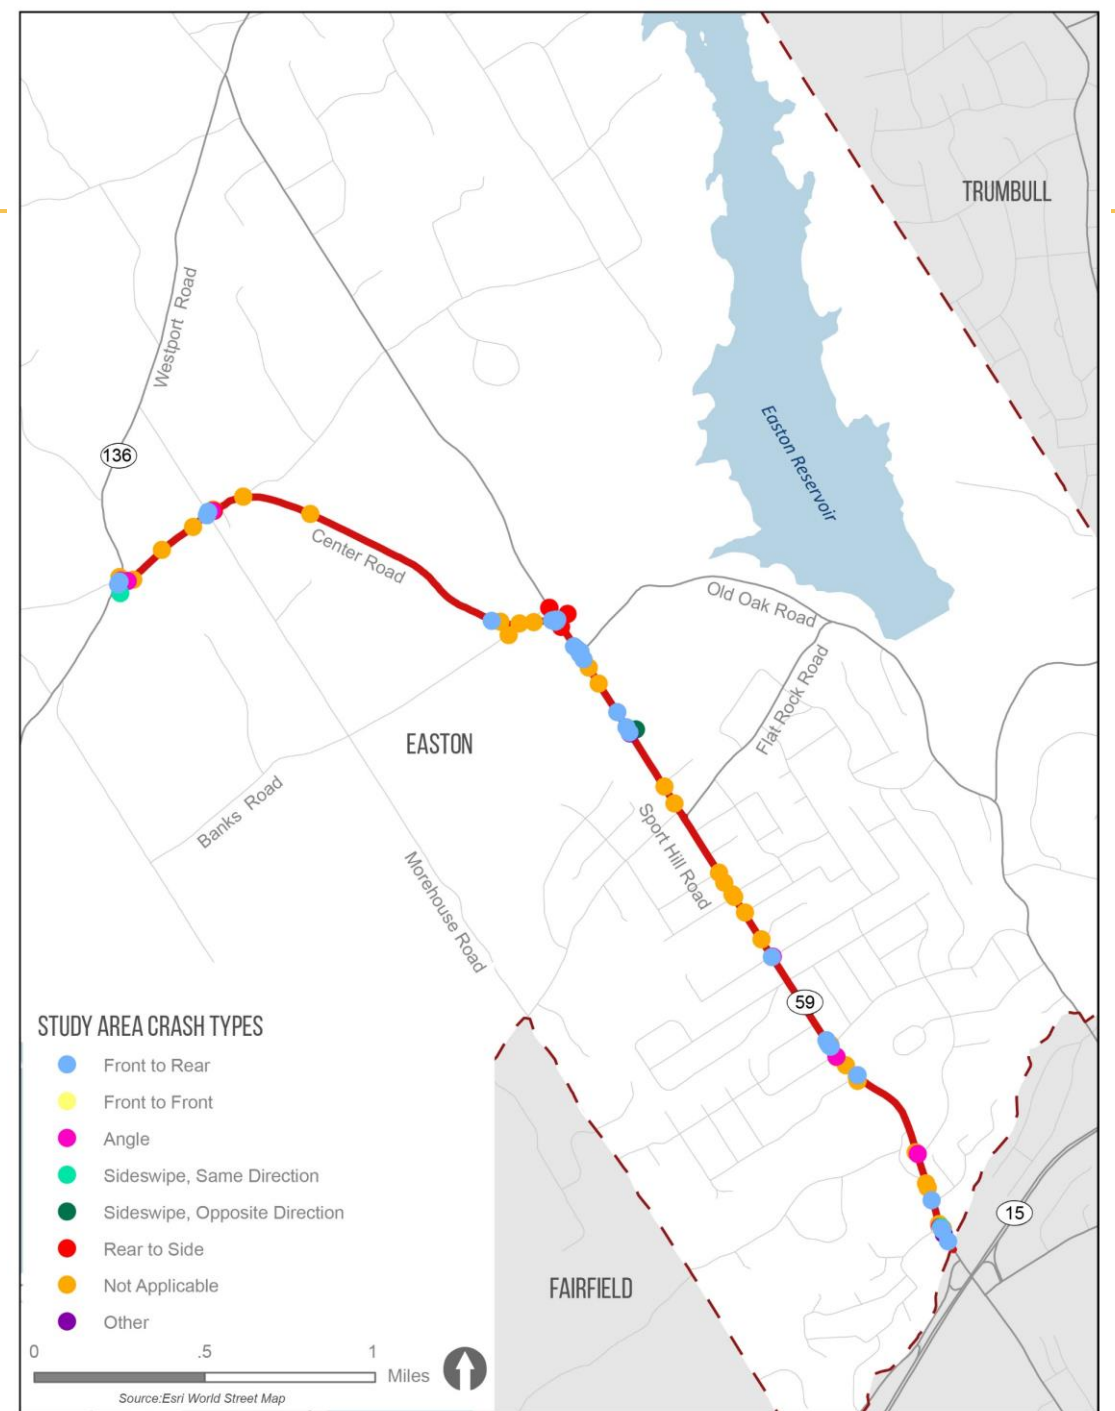 TRUMBULL
Westport Road
136
Easton Reservoir
Center Road
Old Oak Road
Flat Rock Road
EASTON
Banks Road
Sport Hill Road
Morehouse Road
59
STUDY AREA CRASH TYPES
Front to Rear
Front to Front
Angle
Sideswipe, Same Direction
Sideswipe, Opposite Direction
Rear to Side
Not Applicable
Other
15
FAIRFIELD
0 .5 1
Miles
Source:Esri World Street Map